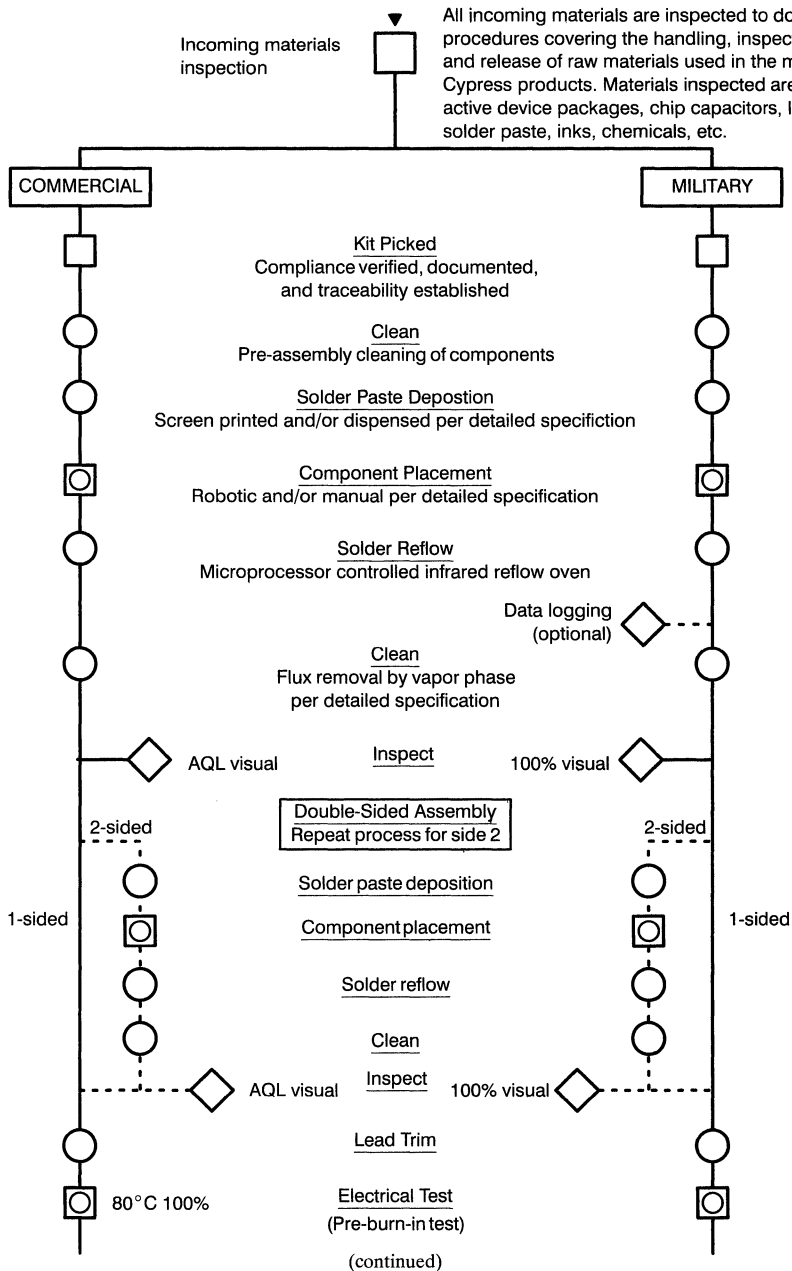 Incoming materials
inspection
All incoming materials are inspected to do
procedures covering the handling, inspec
and release of raw materials used in the m
Cypress products. Materials inspected are
active device packages, chip capacitors, l
solder paste, inks, chemicals, etc.
COMMERCIAL
MILITARY
Kit Picked
Compliance verified, documented,
and traceability established
Clean
Pre-assembly cleaning of components
Solder Paste Depostion
Screen printed and/or dispensed per detailed specifiction
Component Placement
Robotic and/or manual per detailed specification
Solder Reflow
Microprocessor controlled infrared reflow oven
Data logging
(optional)
Clean
Flux removal by vapor phase
per detailed specification
AQL visual
Inspect
100% visual
Double-Sided Assembly
Repeat process for side 2
2-sided
2-sided
Solder paste deposition
1-sided
Component placement
1-sided
Solder reflow
Clean
AQL visual
Inspect
100% visual
Lead Trim
80°C 100%
Electrical Test
(Pre-burn-in test)
(continued)